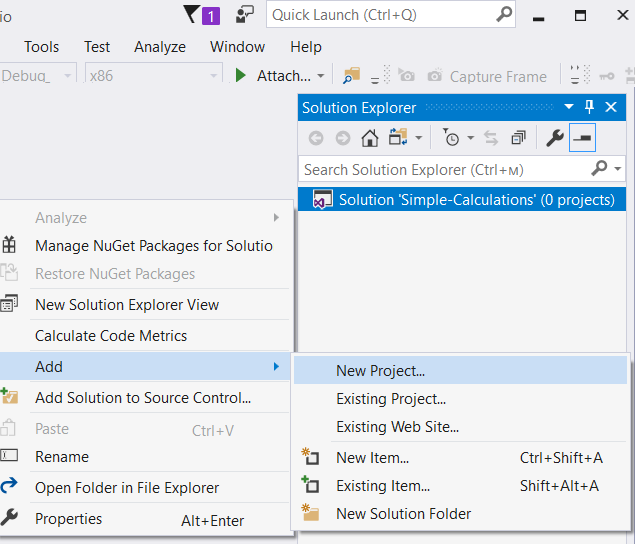 io
1
Quick Launch (Ctrl+Q)
Tools Test Analyze Window Help
Debug_ x86 Attach... Capture Frame
Solution Explorer
Search Solution Explorer (Ctrl+м)
Solution 'Simple-Calculations' (0 projects)
Analyze
Manage NuGet Packages for Solutio
Restore NuGet Packages
New Solution Explorer View
Calculate Code Metrics
Add
New Project...
Add Solution to Source Control...
Existing Project...
Paste Ctrl+V
Existing Web Site...
Rename
New Item... Ctrl+Shift+A
Open Folder in File Explorer
Existing Item... Shift+Alt+A
Properties Alt+Enter
New Solution Folder